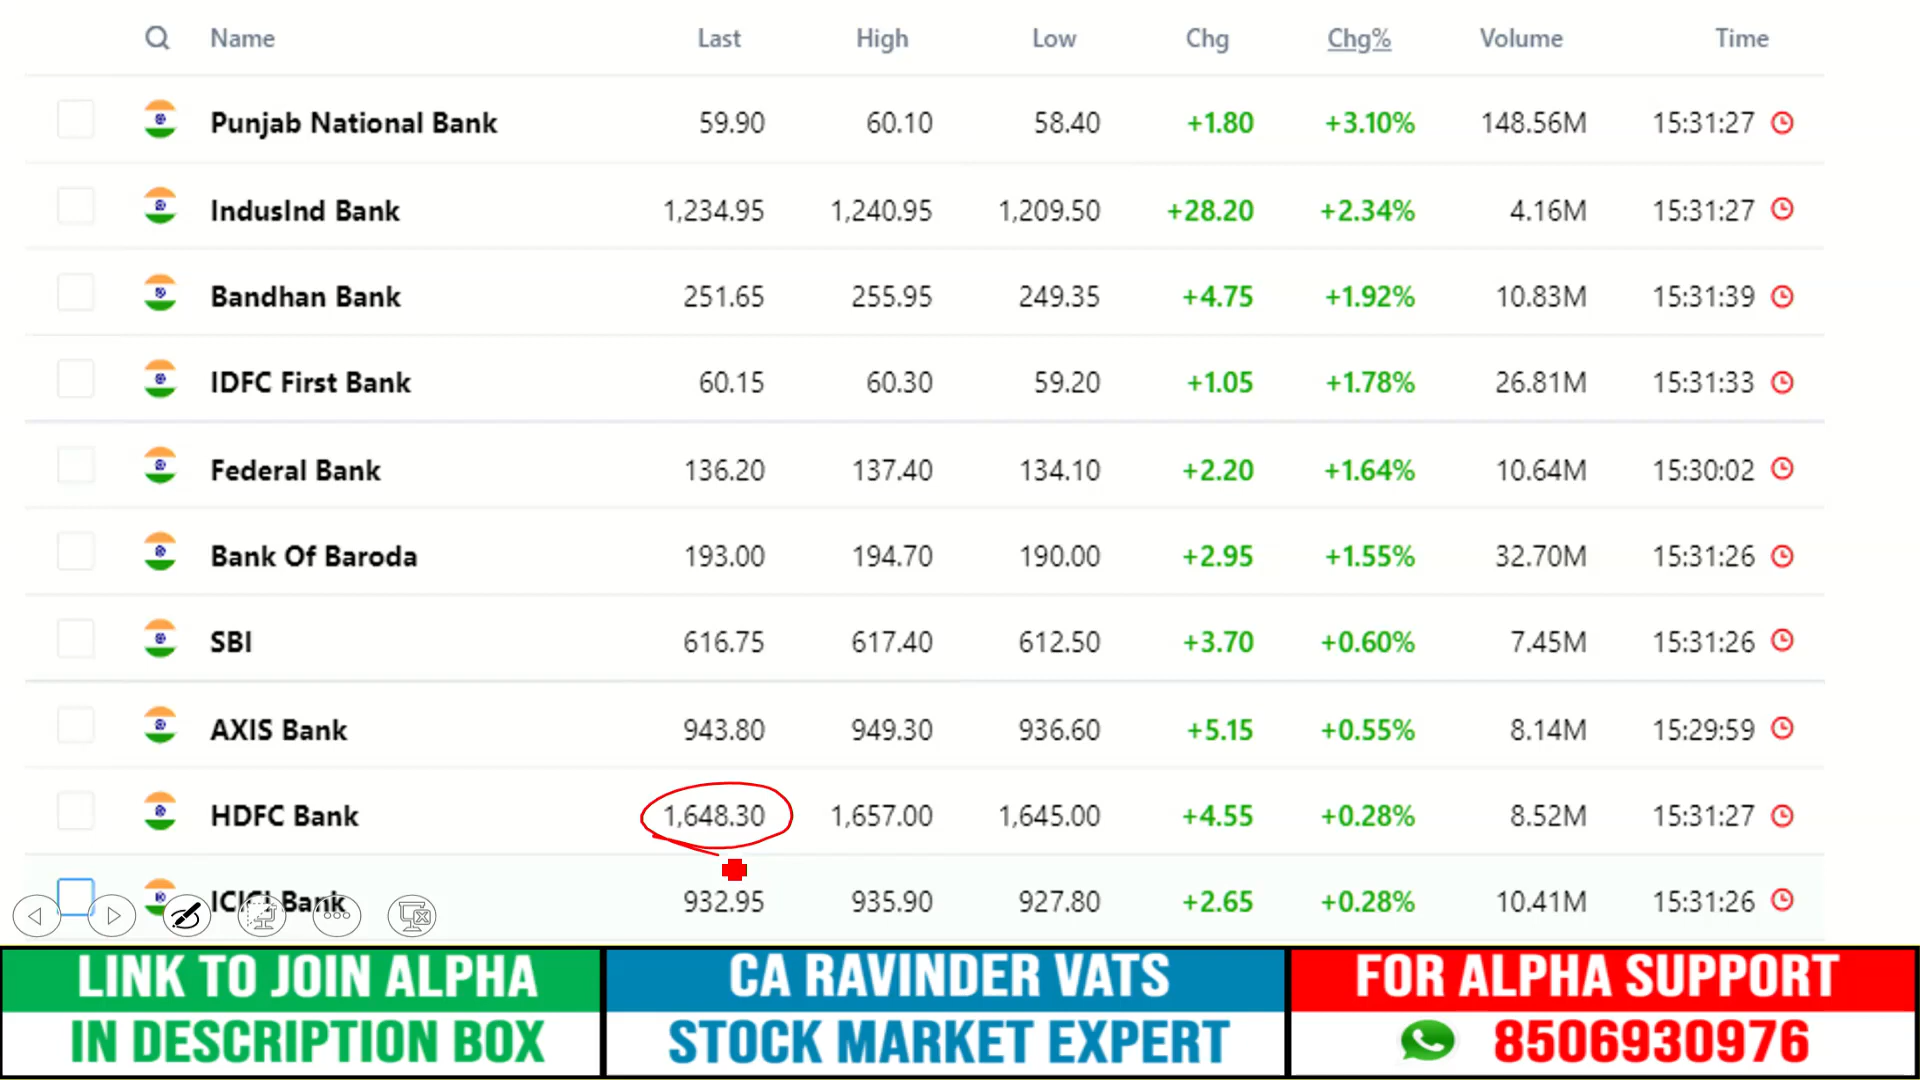 Name Last High Low Chg Chg% Volume Time
Punjab National Bank 59.90 60.10 58.40 +1.80 +3.10% 148.56M 15:31:27
IndusInd Bank 1,234.95 1,240.95 1,209.50 +28.20 +2.34% 4.16M 15:31:27
Bandhan Bank 251.65 255.95 249.35 +4.75 +1.92% 10.83M 15:31:39
IDFC First Bank 60.15 60.30 59.20 +1.05 +1.78% 26.81M 15:31:33
Federal Bank 136.20 137.40 134.10 +2.20 +1.64% 10.64M 15:30:02
Bank Of Baroda 193.00 194.70 190.00 +2.95 +1.55% 32.70M 15:31:26
SBI 616.75 617.40 612.50 +3.70 +0.60% 7.45M 15:31:26
AXIS Bank 943.80 949.30 936.60 +5.15 +0.55% 8.14M 15:29:59
HDFC Bank 1,648.30 1,657.00 1,645.00 +4.55 +0.28% 8.52M 15:31:27
ICICI Bank 932.95 935.90 927.80 +2.65 +0.28% 10.41M 15:31:26
LINK TO JOIN ALPHA
IN DESCRIPTION BOX
CA RAVINDER VATS
STOCK MARKET EXPERT
FOR ALPHA SUPPORT
8506930976